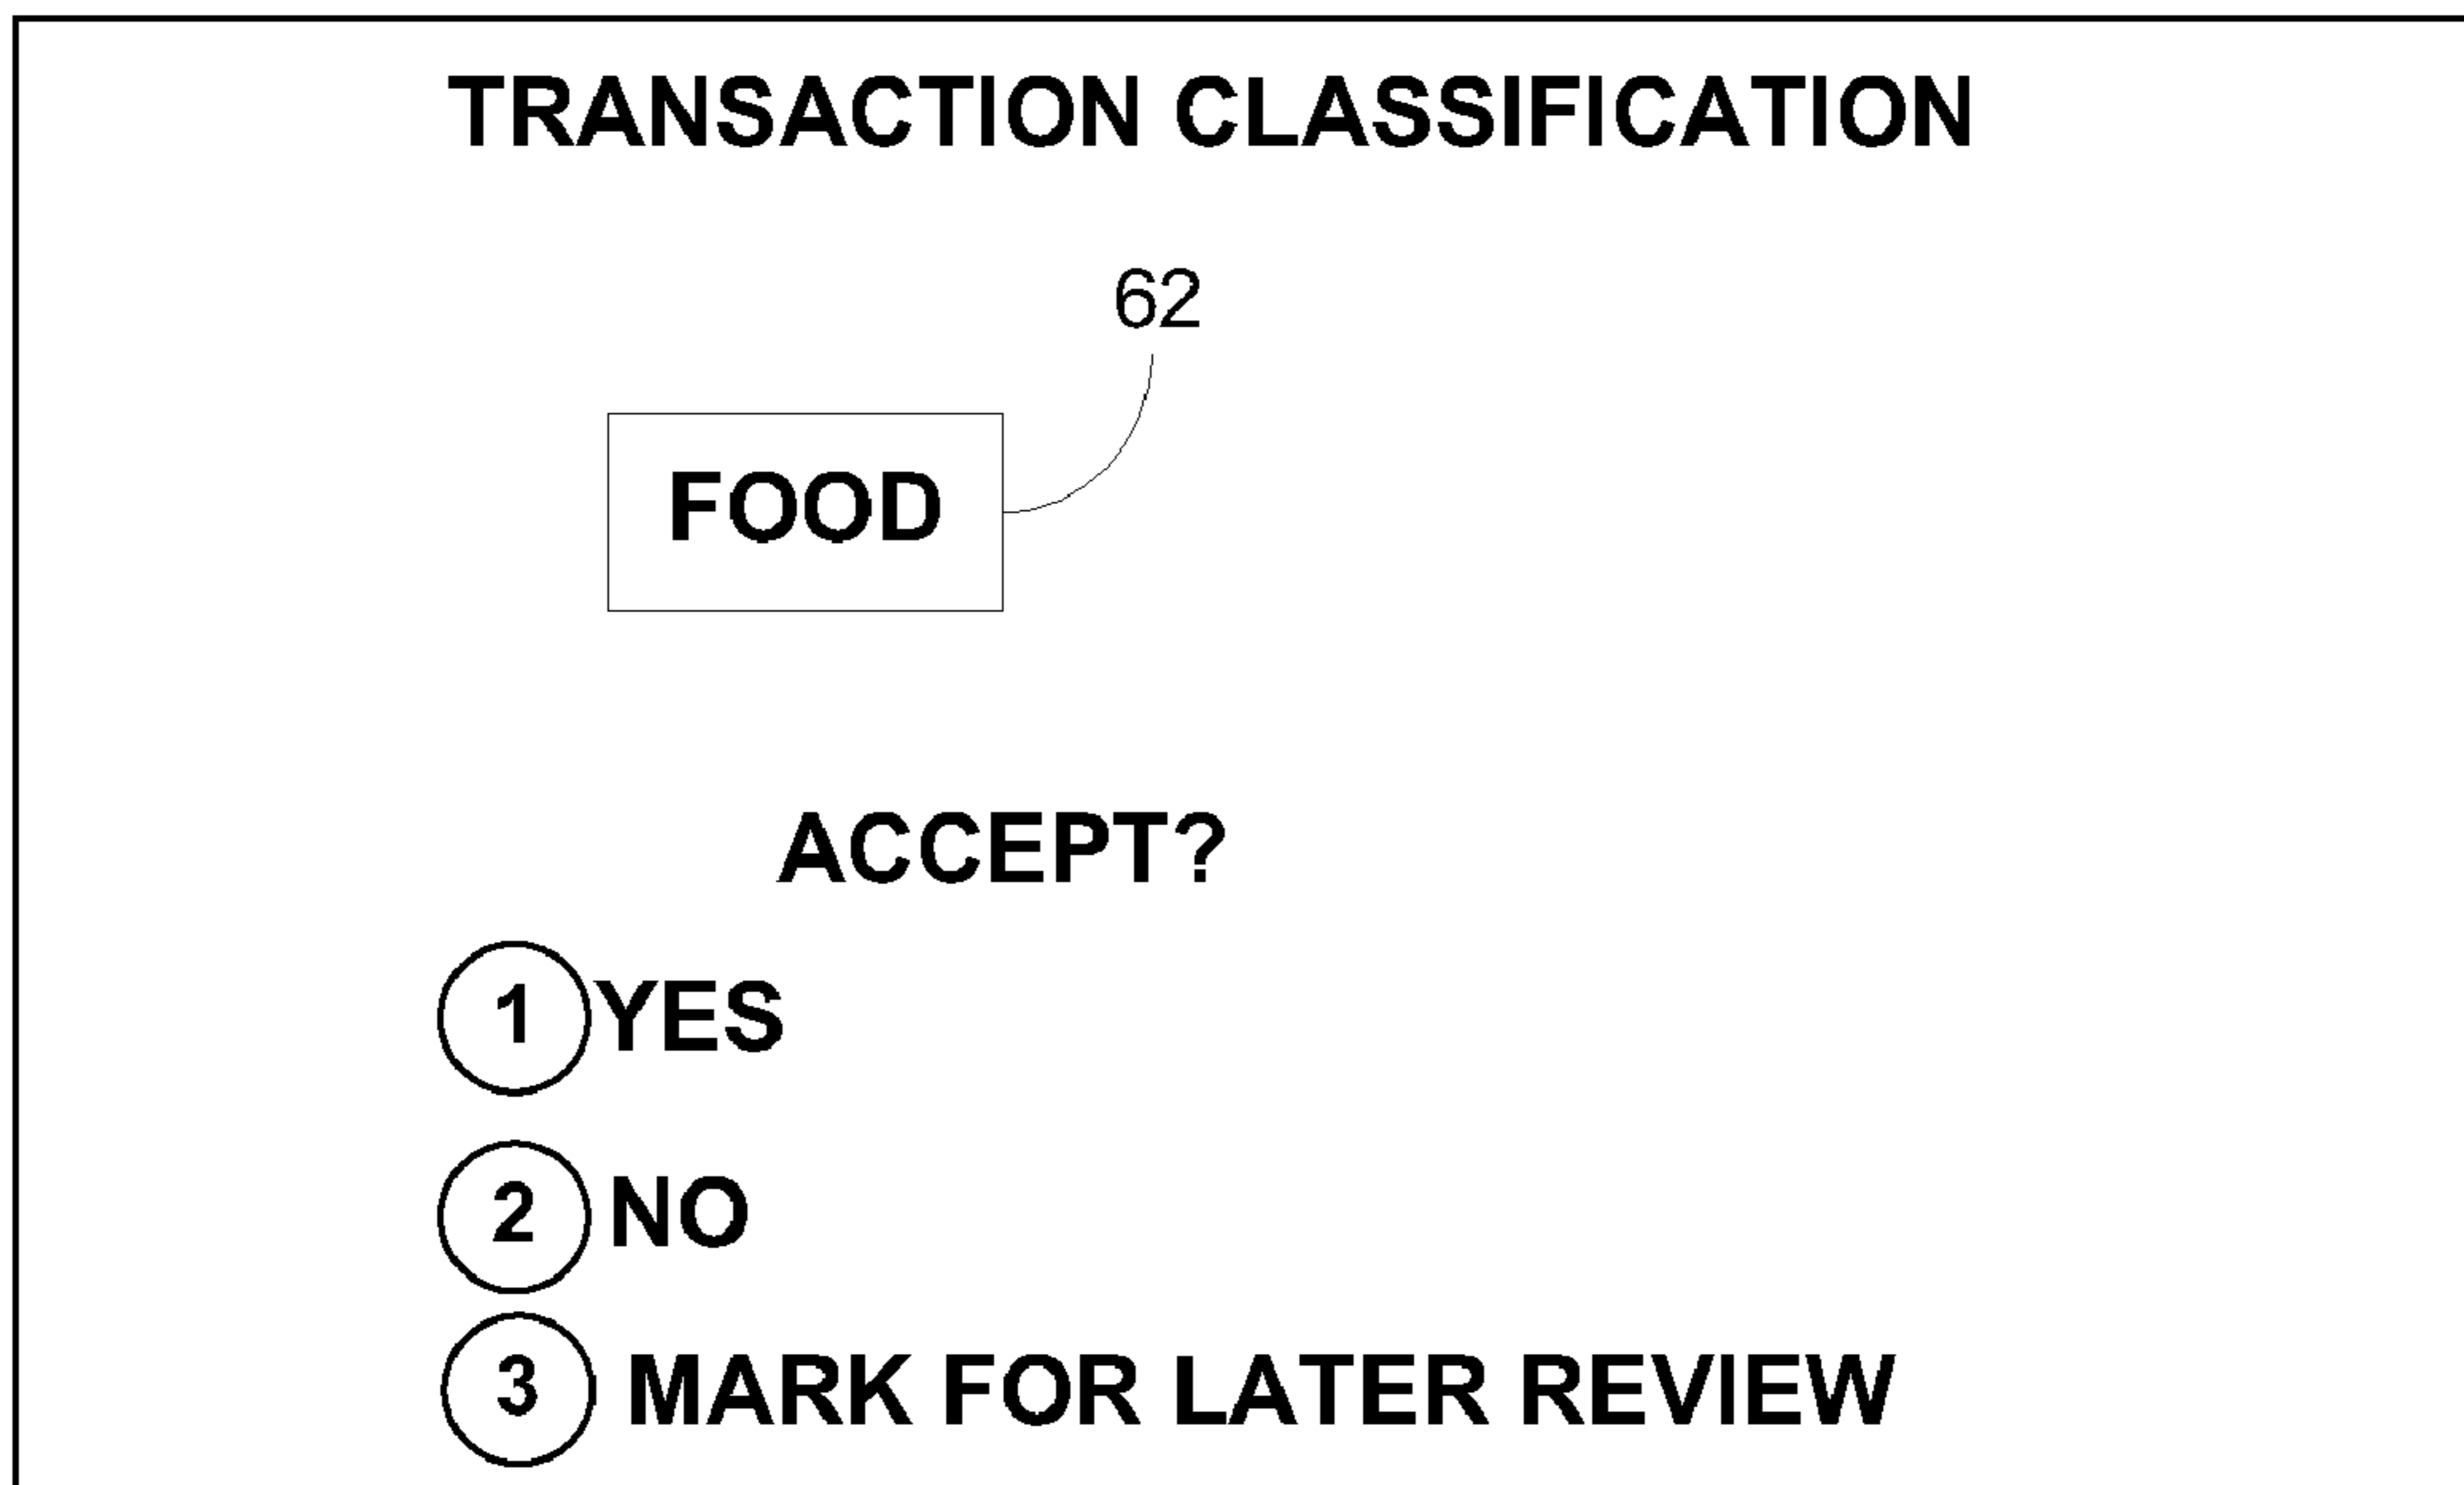 TRANSACTION CLASSIFICATION
62
FOOD
ACCEPT?
1 YES
2 NO
3 MARK FOR LATER REVIEW